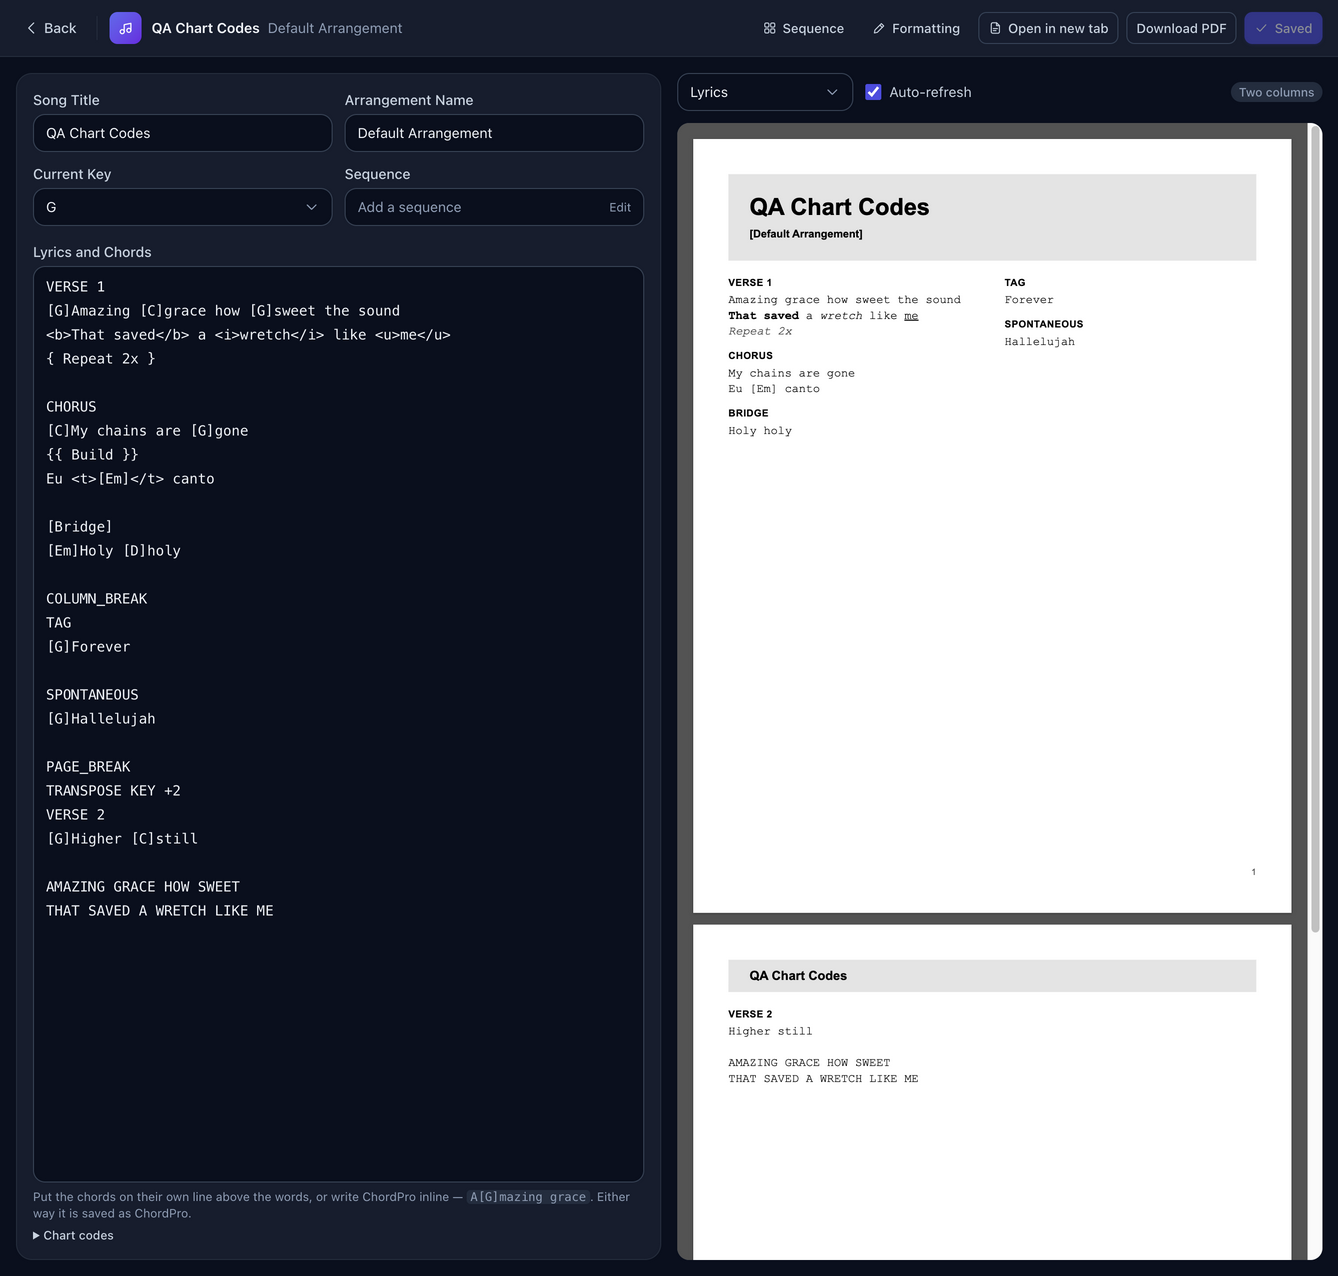 Back
QA Chart Codes Default Arrangement
Sequence
Formatting
Open in new tab
Download PDF
Saved
Song Title
QA Chart Codes
Arrangement Name
Default Arrangement
Current Key
G
Sequence
Add a sequence
Edit
Lyrics and Chords
VERSE 1
[G]Amazing [C]grace how [G]sweet the sound
<b>That saved</b> a <i>wretch</i> like <u>me</u>
{ Repeat 2x }
CHORUS
[C]My chains are [G]gone
{{ Build }}
Eu <t>[Em]</t> canto
[Bridge]
[Em]Holy [D]holy
COLUMN_BREAK
TAG
[G]Forever
SPONTANEOUS
[G]Hallelujah
PAGE_BREAK
TRANSPOSE KEY +2
VERSE 2
[G]Higher [C]still
AMAZING GRACE HOW SWEET
THAT SAVED A WRETCH LIKE ME
Put the chords on their own line above the words, or write ChordPro inline — A[G]mazing grace. Either
way it is saved as ChordPro.
Chart codes
Lyrics
Auto-refresh
Two columns
QA Chart Codes
[Default Arrangement]
VERSE 1
Amazing grace how sweet the sound
That saved a wretch like me
Repeat 2x
CHORUS
My chains are gone
Eu [Em] canto
BRIDGE
Holy holy
TAG
Forever
SPONTANEOUS
Hallelujah
1
QA Chart Codes
VERSE 2
Higher still
AMAZING GRACE HOW SWEET
THAT SAVED A WRETCH LIKE ME